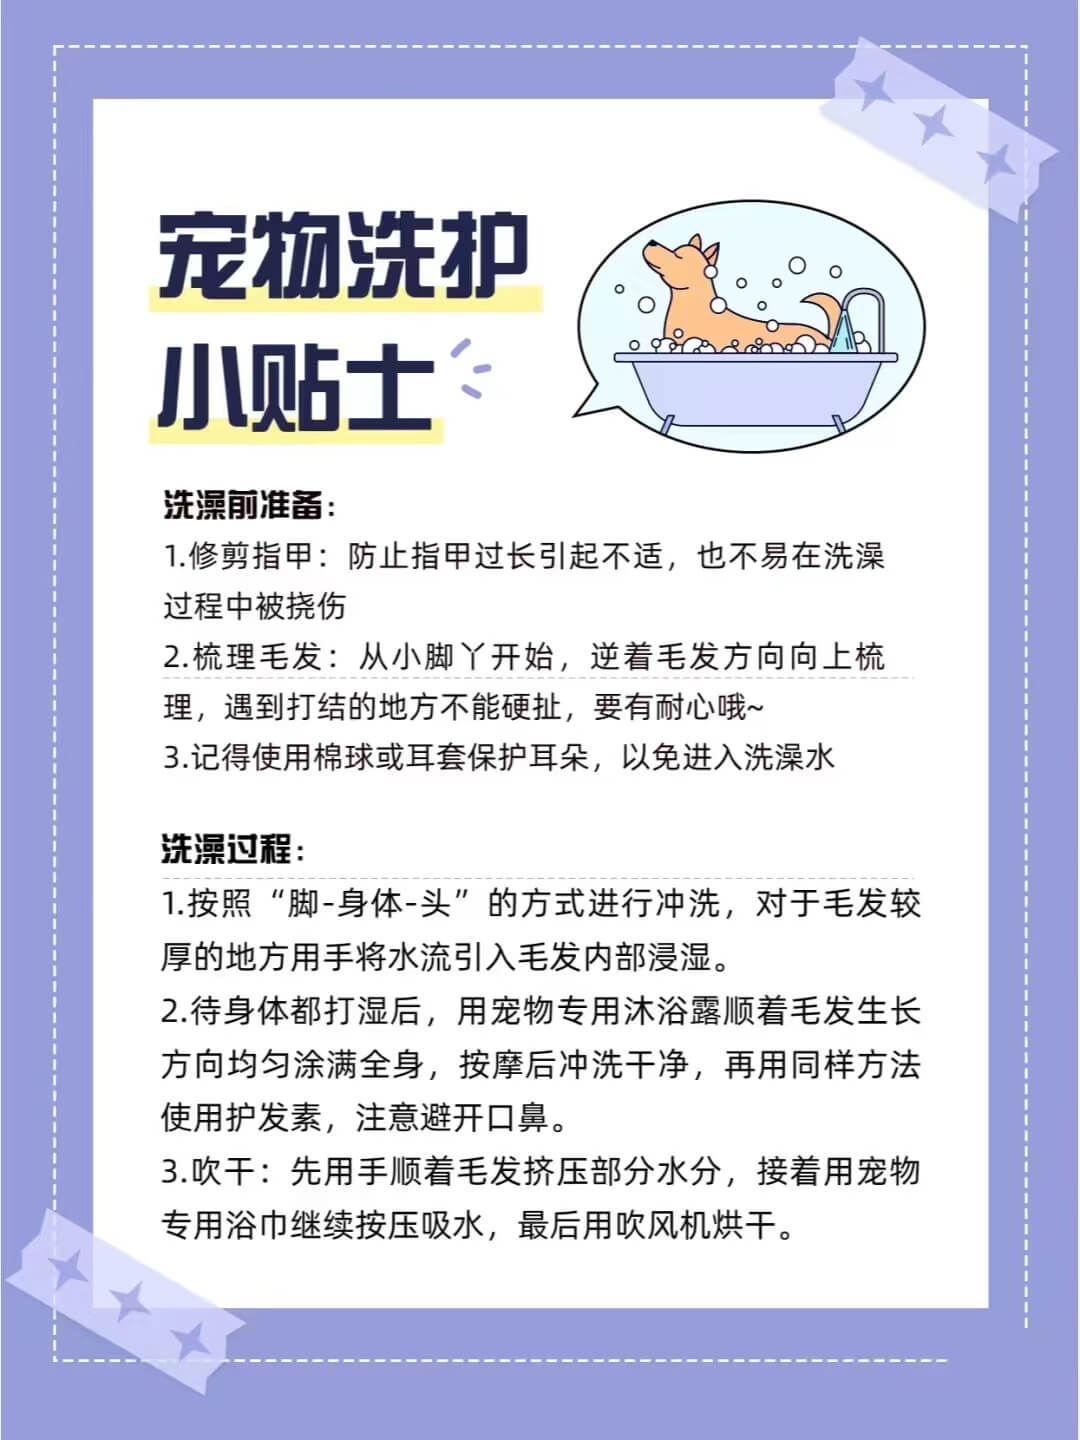 宠物洗护
小贴士
洗澡前准备：
1.修剪指甲：防止指甲过长引起不适，也不易在洗澡
过程中被挠伤
2.梳理毛发：从小脚丫开始，逆着毛发方向向上梳
理，遇到打结的地方不能硬扯，要有耐心哦~
3.记得使用棉球或耳套保护耳朵，以免进入洗澡水
洗澡过程：
1.按照“脚-身体-头”的方式进行冲洗，对于毛发较
厚的地方用手将水流引入毛发内部浸湿。
2.待身体都打湿后，用宠物专用沐浴露顺着毛发生长
方向均匀涂满全身，按摩后冲洗干净，再用同样方法
使用护发素，注意避开口鼻。
3.吹干：先用手顺着毛发挤压部分水分，接着用宠物
专用浴巾继续按压吸水，最后用吹风机烘干。